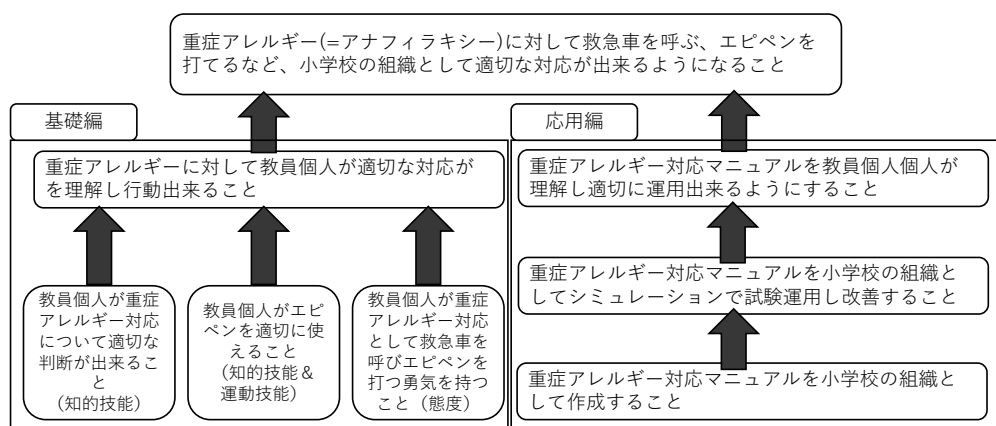 重症アレルギー(=アナフィラキシー)に対して救急車を呼ぶ、エピペンを
打てるなど、小学校の組織として適切な対応が出来るようになること
基礎編
重症アレルギーに対して教員個人が適切な対応が
を理解し行動出来ること
教員個人が重症
アレルギー対応
について適切な
判断が出来るこ
と
（知的技能）
教員個人がエピ
ペンを適切に使
えること
（知的技能＆
運動技能）
教員個人が重症
アレルギー対応
として救急車を
呼びエピペンを
打つ勇気を持つ
こと（態度）
応用編
重症アレルギー対応マニュアルを教員個人個人が
理解し適切に運用出来るようにすること
重症アレルギー対応マニュアルを小学校の組織と
してシミュレーションで試験運用し改善すること
重症アレルギー対応マニュアルを小学校の組織と
して作成すること